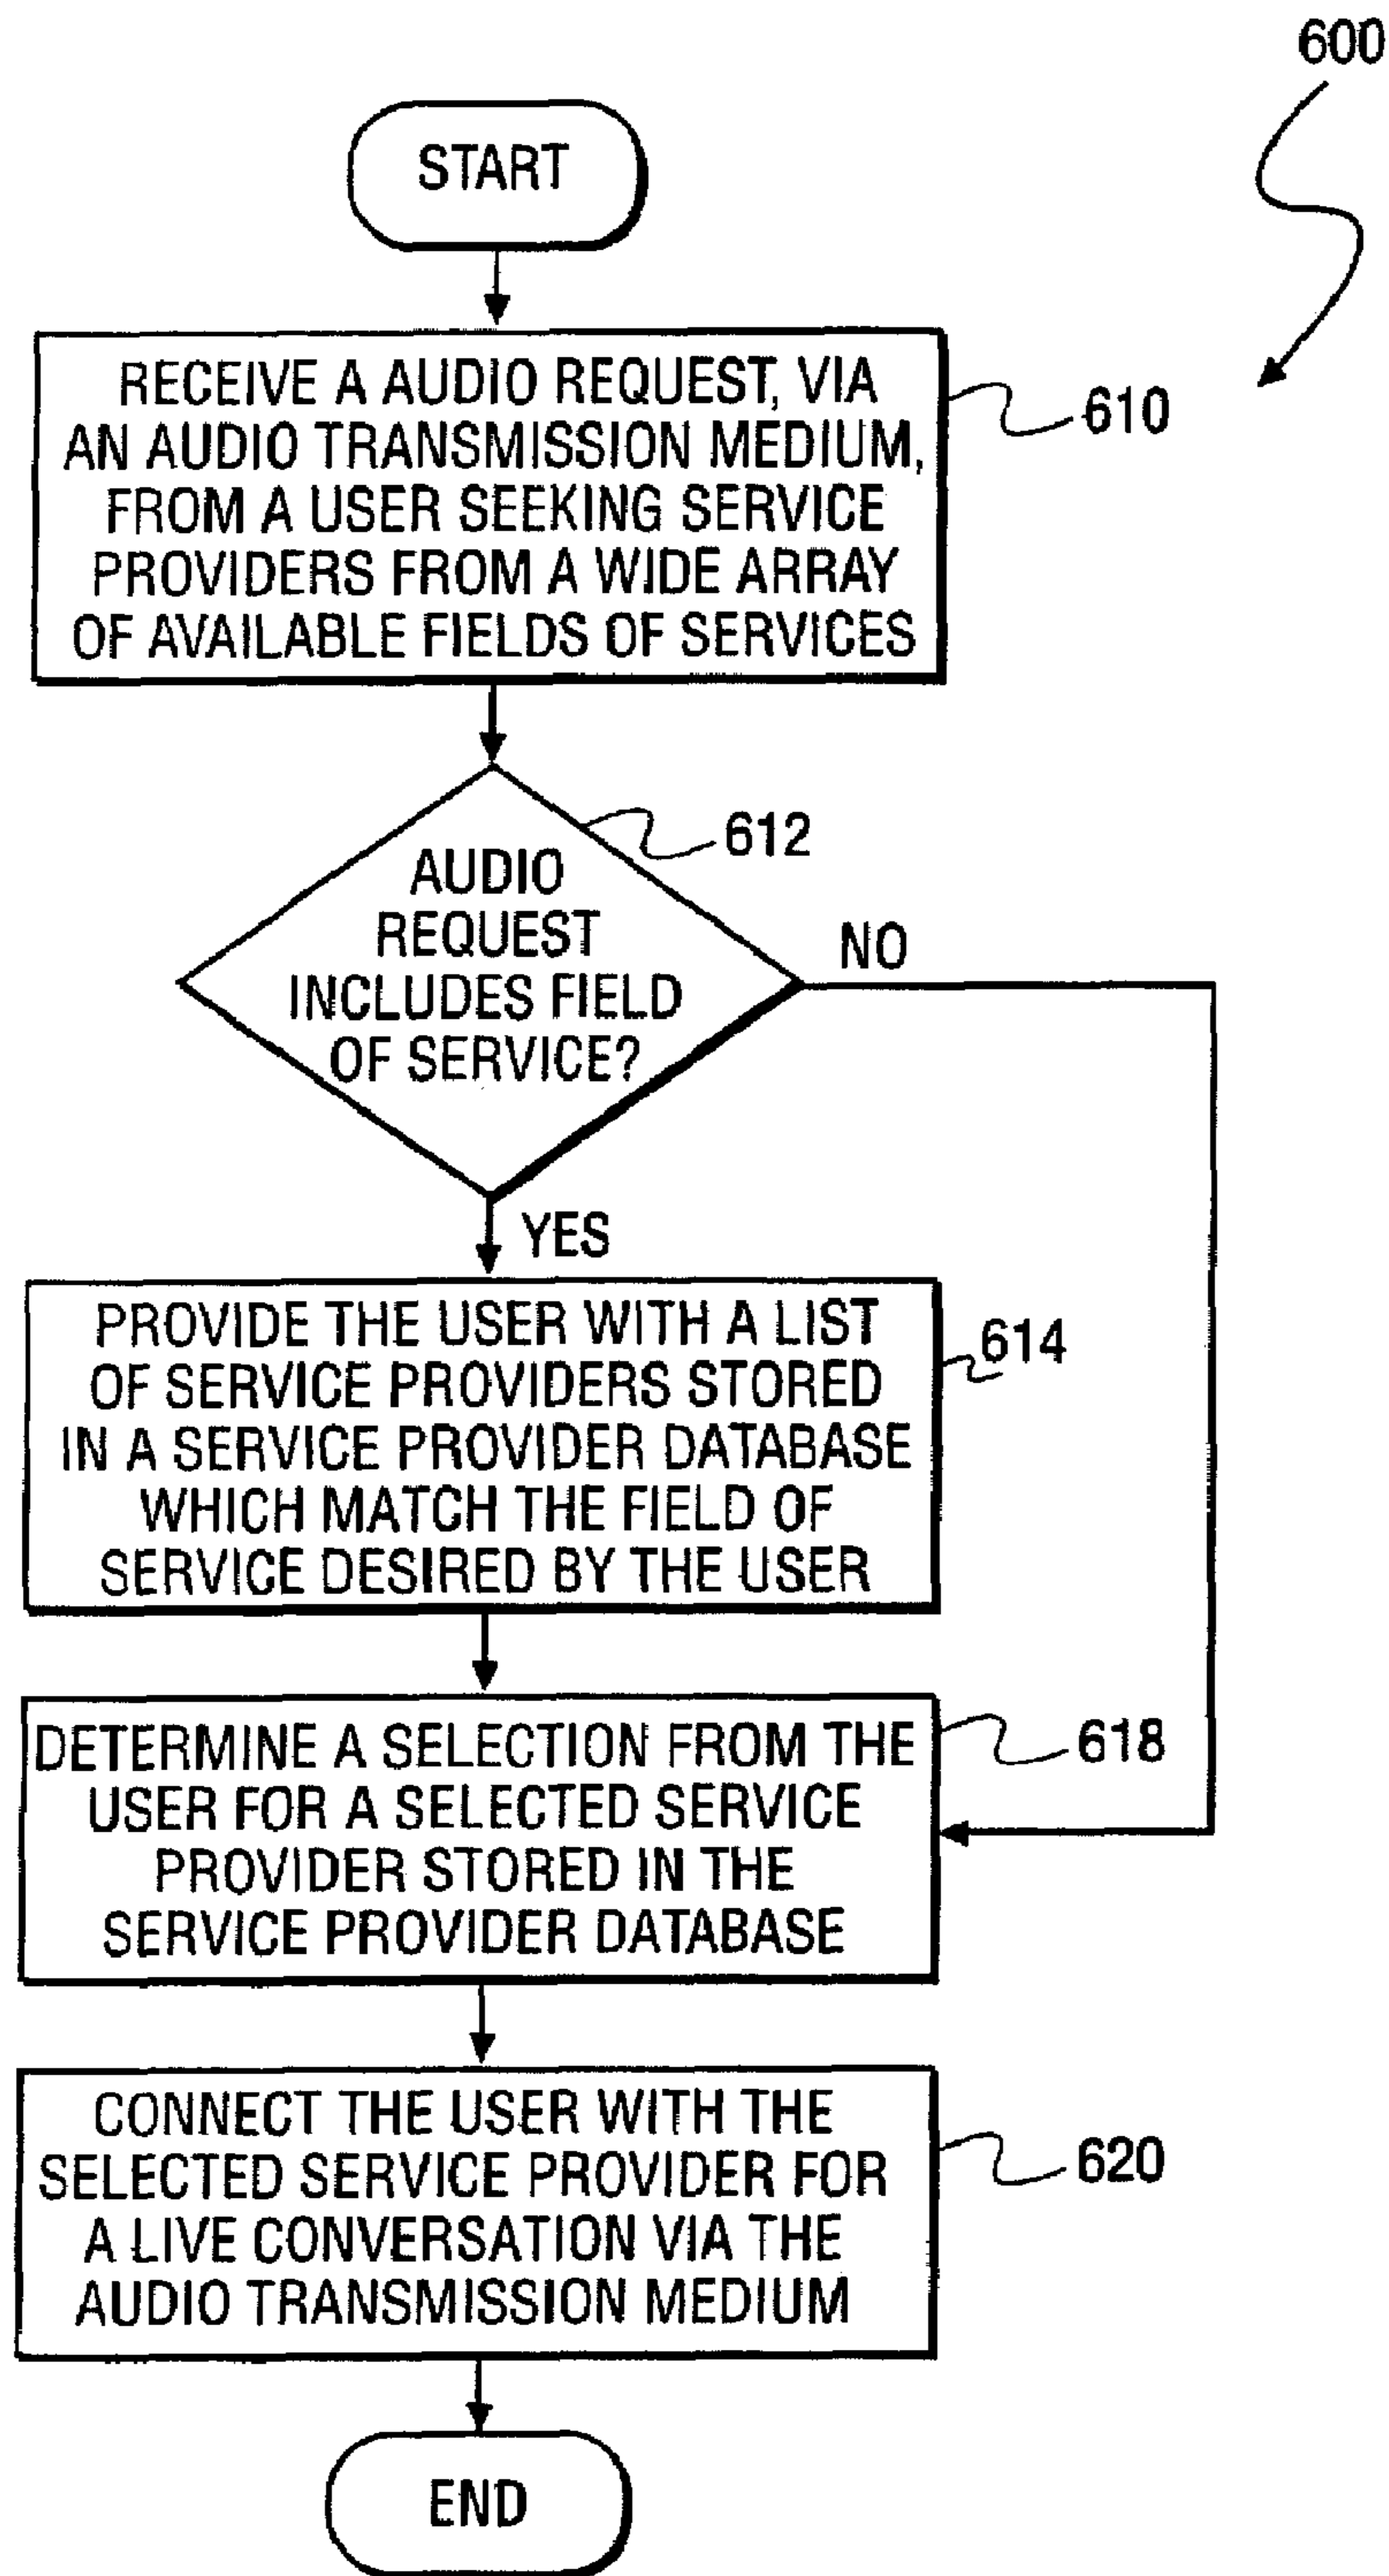 600
START
RECEIVE A AUDIO REQUEST, VIA
AN AUDIO TRANSMISSION MEDIUM,
FROM A USER SEEKING SERVICE
PROVIDERS FROM A WIDE ARRAY
OF AVAILABLE FIELDS OF SERVICES
610
612
AUDIO
REQUEST
INCLUDES FIELD
OF SERVICE?
NO
YES
PROVIDE THE USER WITH A LIST
OF SERVICE PROVIDERS STORED
IN A SERVICE PROVIDER DATABASE
WHICH MATCH THE FIELD OF
SERVICE DESIRED BY THE USER
614
DETERMINE A SELECTION FROM THE
USER FOR A SELECTED SERVICE
PROVIDER STORED IN THE
SERVICE PROVIDER DATABASE
618
CONNECT THE USER WITH THE
SELECTED SERVICE PROVIDER FOR
A LIVE CONVERSATION VIA THE
AUDIO TRANSMISSION MEDIUM
620
END